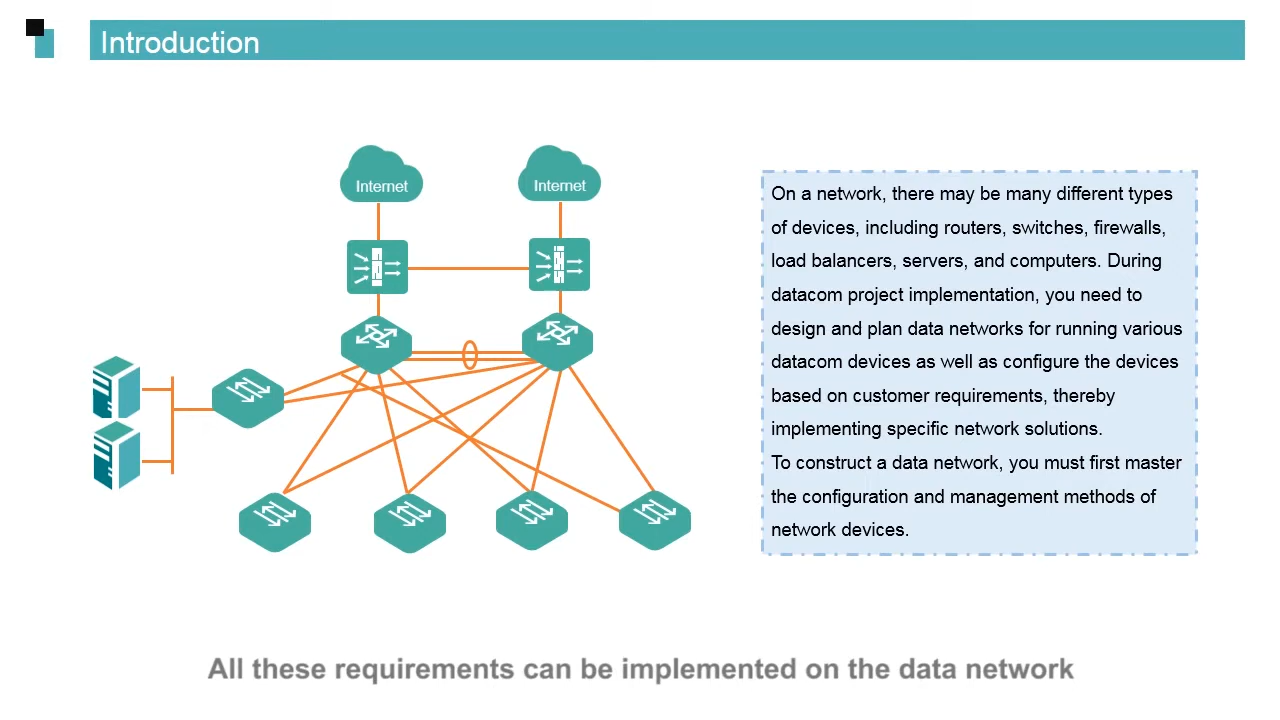 Introduction
Internet
Internet
On a network, there may be many different types
of devices, including routers, switches, firewalls,
load balancers, servers, and computers. During
datacom project implementation, you need to
design and plan data networks for running various
datacom devices as well as configure the devices
based on customer requirements, thereby
implementing specific network solutions.
To construct a data network, you must first master
the configuration and management methods of
network devices.
All these requirements can be implemented on the data network